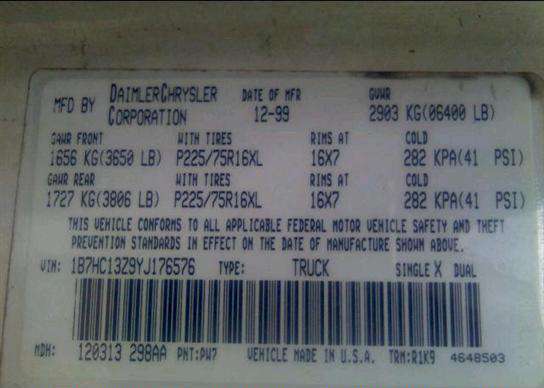 MFD BY DAIMLERCHRYSLER CORPORATION DATE OF MFR 12-99 GVWR 2903 KG(06400 LB)
GAWR FRONT WITH TIRES RIMS AT COLD
1656 KG(3650 LB) P225/75R16XL 16X7 282 KPA(41 PSI)
GAWR REAR WITH TIRES RIMS AT COLD
1727 KG(3806 LB) P225/75R16XL 16X7 282 KPA(41 PSI)
THIS VEHICLE CONFORMS TO ALL APPLICABLE FEDERAL MOTOR VEHICLE SAFETY AND THEFT
PREVENTION STANDARDS IN EFFECT ON THE DATE OF MANUFACTURE SHOWN ABOVE.
VIN: 1B7HC13Z9YJ176576 TYPE: TRUCK SINGLE X DUAL
MDH: 120313 298AA PNT:PW7 VEHICLE MADE IN U.S.A. TRM:R1K9 4648503